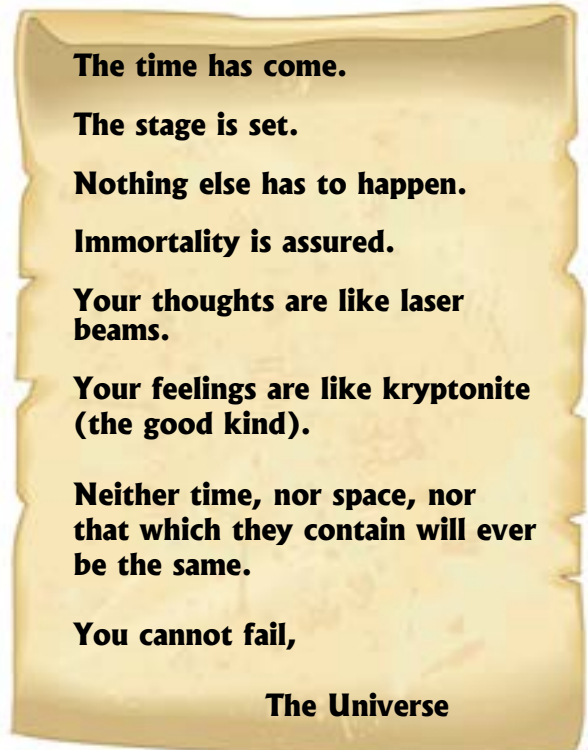 The time has come.
The stage is set.
Nothing else has to happen.
Immortality is assured.
Your thoughts are like laser
beams.
Your feelings are like kryptonite
(the good kind).
Neither time, nor space, nor
that which they contain will ever
be the same.
You cannot fail,
The Universe